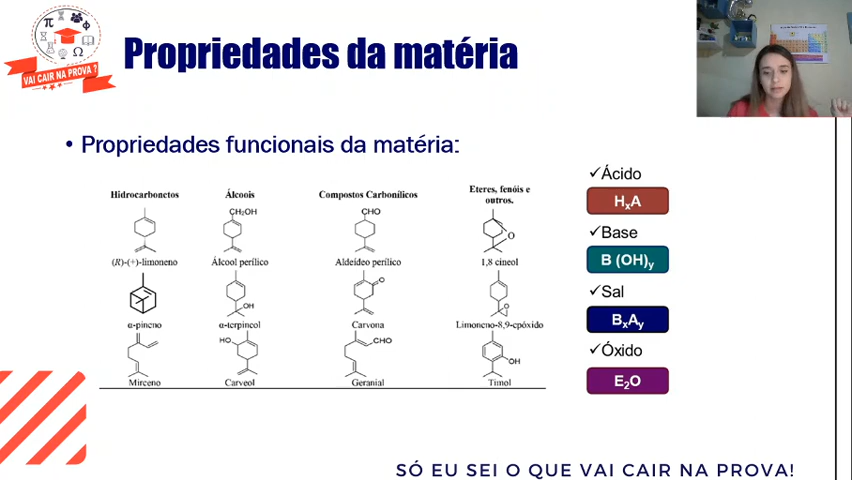 π
Φ
Ω
VAI CAIR NA PROVA ?
Propriedades da matéria
• Propriedades funcionais da matéria:
Hidrocarbonetos Álcoois Compostos Carbonílicos Eteres, fenóis e outros.
CH2OH CHO O
(R)-(+)-limoneno Álcool perílico Aldeídeo perílico 1,8 cineol
OH O O
α-pineno α-terpineol Carvona Limoneno-8,9-epóxido
HO CHO OH
Mirceno Carveol Geranial Timol
✓Ácido
HxA
✓Base
B (OH)y
✓Sal
BxAy
✓Óxido
E2O
SÓ EU SEI O QUE VAI CAIR NA PROVA!